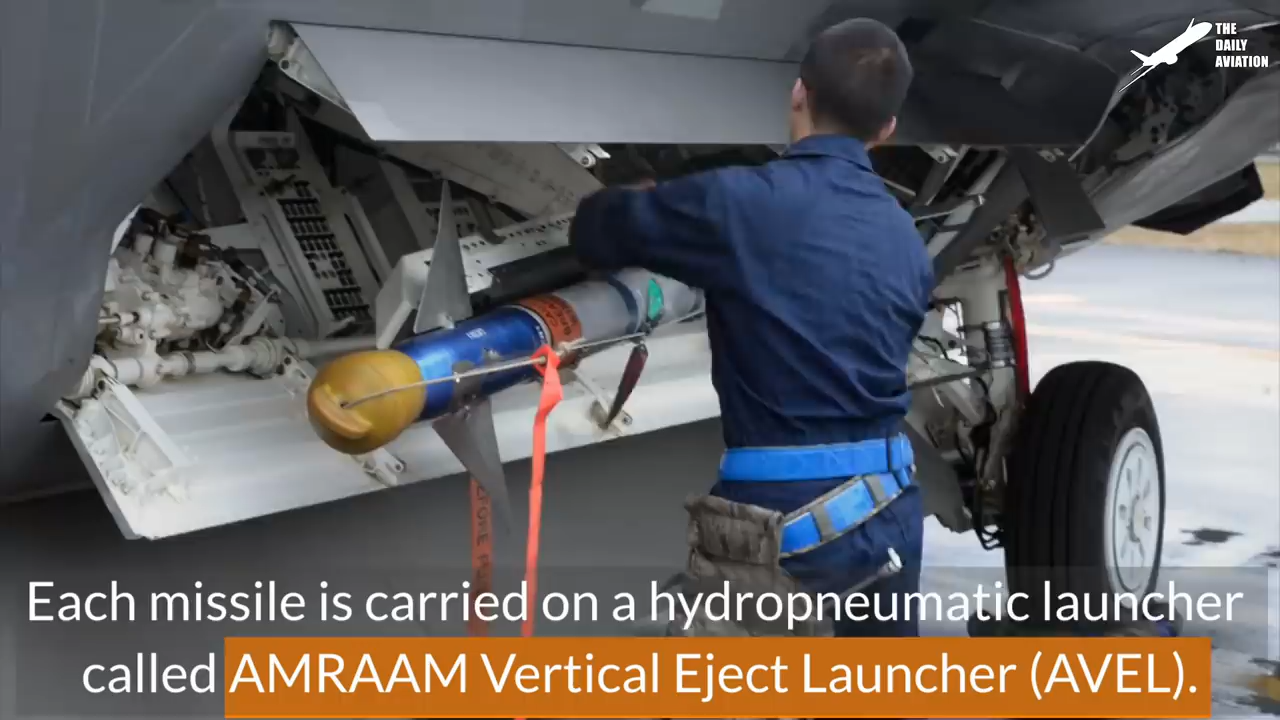 THE
DAILY
AVIATION
Each missile is carried on a hydropneumatic launcher
called AMRAAM Vertical Eject Launcher (AVEL).